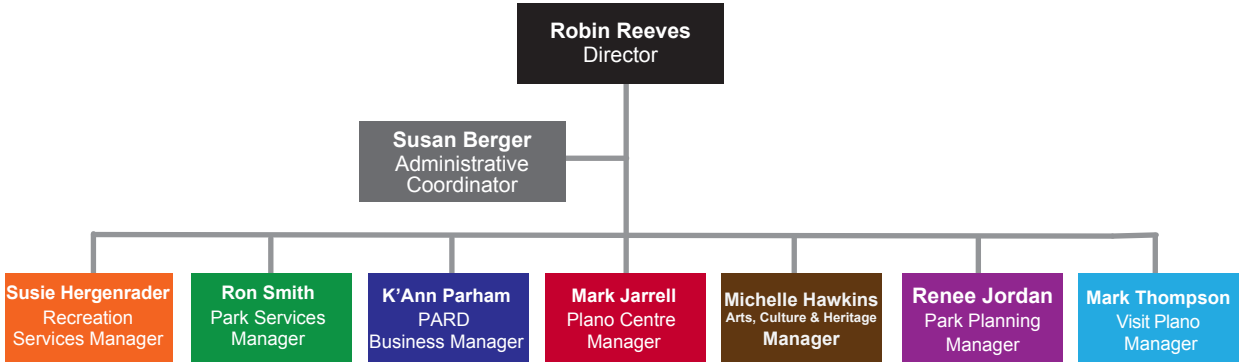 Robin Reeves
Director
Susan Berger
Administrative
Coordinator
Susie Hergenrader
Recreation
Services Manager
Ron Smith
Park Services
Manager
K'Ann Parham
PARD
Business Manager
Mark Jarrell
Plano Centre
Manager
Michelle Hawkins
Arts, Culture & Heritage
Manager
Renee Jordan
Park Planning
Manager
Mark Thompson
Visit Plano
Manager